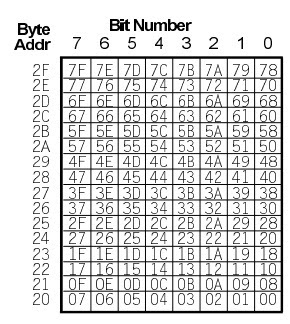 Bit Number
Byte
Addr 7 6 5 4 3 2 1 0
2F 7F 7E 7D 7C 7B 7A 79 78
2E 77 76 75 74 73 72 71 70
2D 6F 6E 6D 6C 6B 6A 69 68
2C 67 66 65 64 63 62 61 60
2B 5F 5E 5D 5C 5B 5A 59 58
2A 57 56 55 54 53 52 51 50
29 4F 4E 4D 4C 4B 4A 49 48
28 47 46 45 44 43 42 41 40
27 3F 3E 3D 3C 3B 3A 39 38
26 37 36 35 34 33 32 31 30
25 2F 2E 2D 2C 2B 2A 29 28
24 27 26 25 24 23 22 21 20
23 1F 1E 1D 1C 1B 1A 19 18
22 17 16 15 14 13 12 11 10
21 0F 0E 0D 0C 0B 0A 09 08
20 07 06 05 04 03 02 01 00